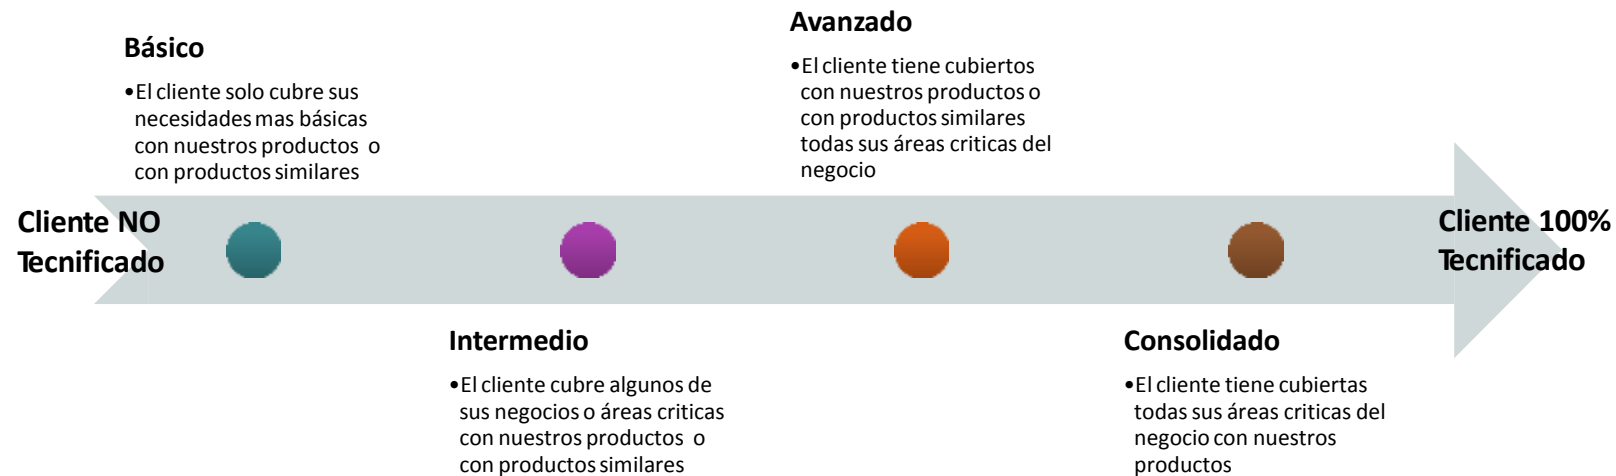 Básico
•El cliente solo cubre sus
necesidades mas básicas
con nuestros productos o
con productos similares
Avanzado
•El cliente tiene cubiertos
con nuestros productos o
con productos similares
todas sus áreas criticas del
negocio
Cliente NO
Tecnificado
Cliente 100%
Tecnificado
Intermedio
•El cliente cubre algunos de
sus negocios o áreas criticas
con nuestros productos o
con productos similares
Consolidado
•El cliente tiene cubiertas
todas sus áreas criticas del
negocio con nuestros
productos